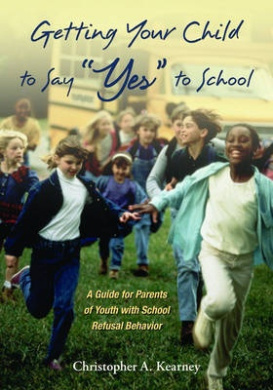 Getting Your Child
to Say "Yes" to School
A Guide for Parents
of Youth with School
Refusal Behavior
Christopher A. Kearney